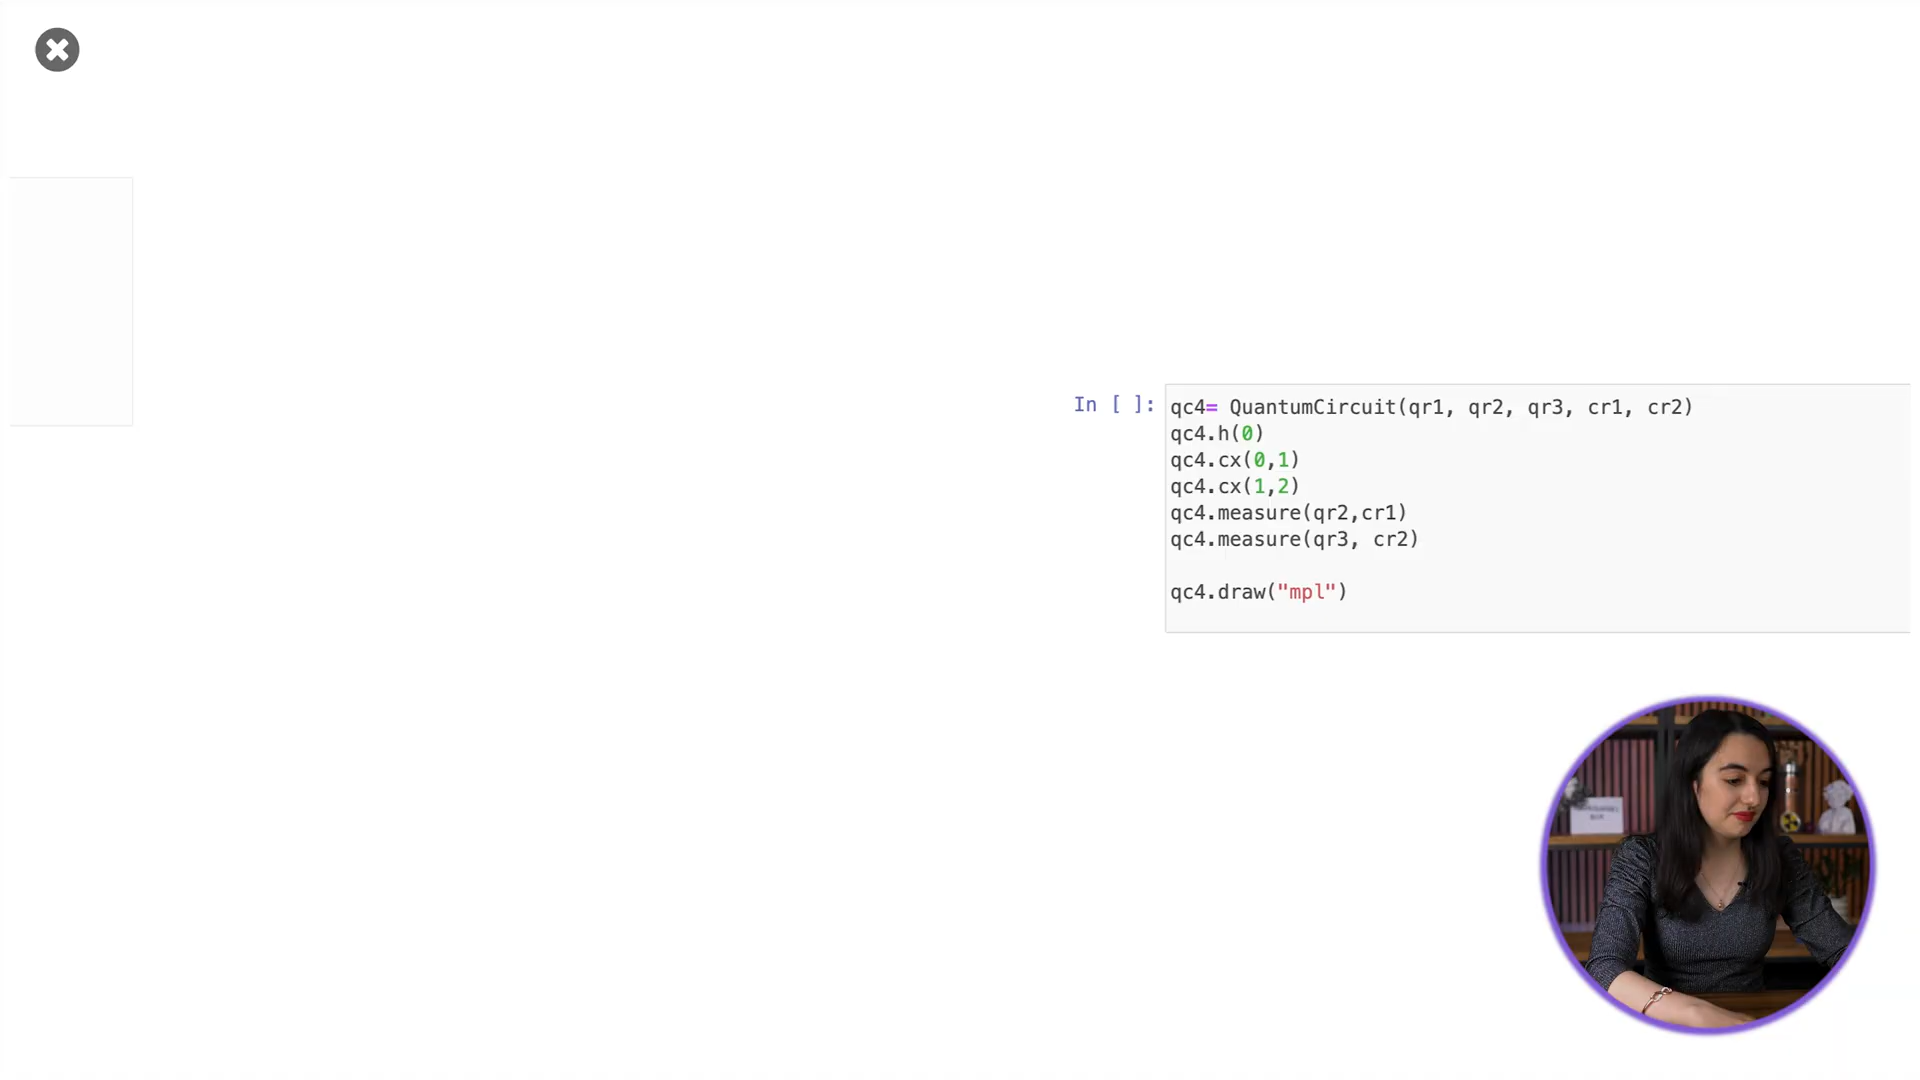 In [ ]:
qc4= QuantumCircuit(qr1, qr2, qr3, cr1, cr2)
qc4.h(0)
qc4.cx(0,1)
qc4.cx(1,2)
qc4.measure(qr2,cr1)
qc4.measure(qr3, cr2)
qc4.draw("mpl")